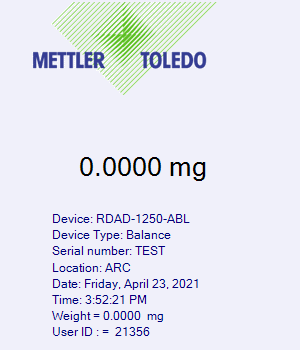 METTLER TOLEDO
0.0000 mg
Device: RDAD-1250-ABL
Device Type: Balance
Serial number: TEST
Location: ARC
Date: Friday, April 23, 2021
Time: 3:52:21 PM
Weight = 0.0000 mg
User ID : = 21356